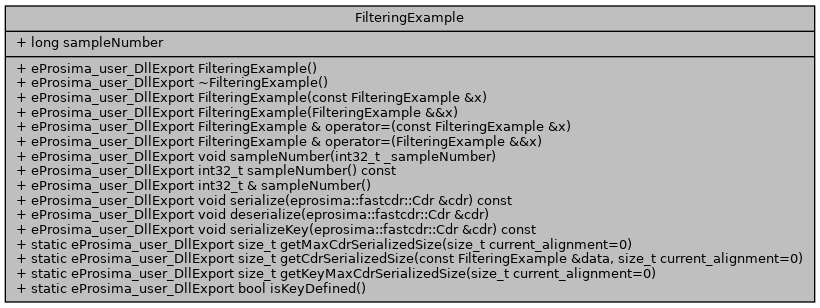 FilteringExample
+ long sampleNumber
+ eProsima_user_DllExport FilteringExample()
+ eProsima_user_DllExport ~FilteringExample()
+ eProsima_user_DllExport FilteringExample(const FilteringExample &x)
+ eProsima_user_DllExport FilteringExample(FilteringExample &&x)
+ eProsima_user_DllExport FilteringExample & operator=(const FilteringExample &x)
+ eProsima_user_DllExport FilteringExample & operator=(FilteringExample &&x)
+ eProsima_user_DllExport void sampleNumber(int32_t _sampleNumber)
+ eProsima_user_DllExport int32_t sampleNumber() const
+ eProsima_user_DllExport int32_t & sampleNumber()
+ eProsima_user_DllExport void serialize(eprosima::fastcdr::Cdr &cdr) const
+ eProsima_user_DllExport void deserialize(eprosima::fastcdr::Cdr &cdr)
+ eProsima_user_DllExport void serializeKey(eprosima::fastcdr::Cdr &cdr) const
+ static eProsima_user_DllExport size_t getMaxCdrSerializedSize(size_t current_alignment=0)
+ static eProsima_user_DllExport size_t getCdrSerializedSize(const FilteringExample &data, size_t current_alignment=0)
+ static eProsima_user_DllExport size_t getKeyMaxCdrSerializedSize(size_t current_alignment=0)
+ static eProsima_user_DllExport bool isKeyDefined()